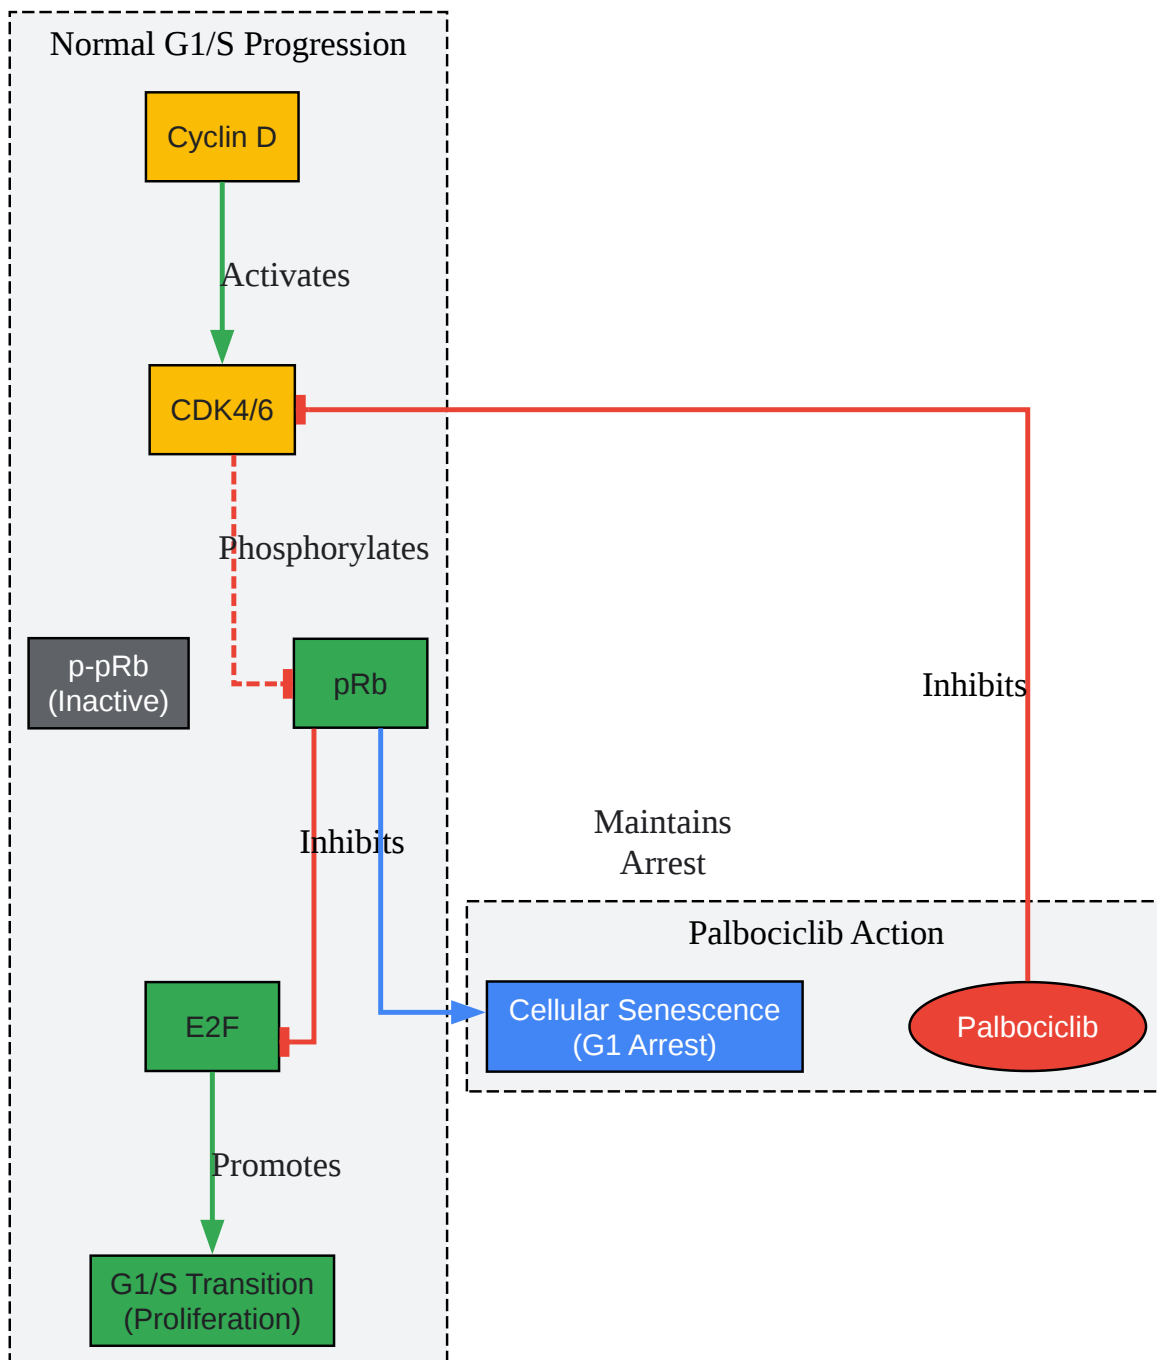 Normal G1/S Progression
Cyclin D
Activates
CDK4/6
Phosphorylates
p-pRb
(Inactive)
pRb
Inhibits
Inhibits
Maintains
Arrest
Palbociclib Action
E2F
Cellular Senescence
(G1 Arrest)
Palbociclib
Promotes
G1/S Transition
(Proliferation)